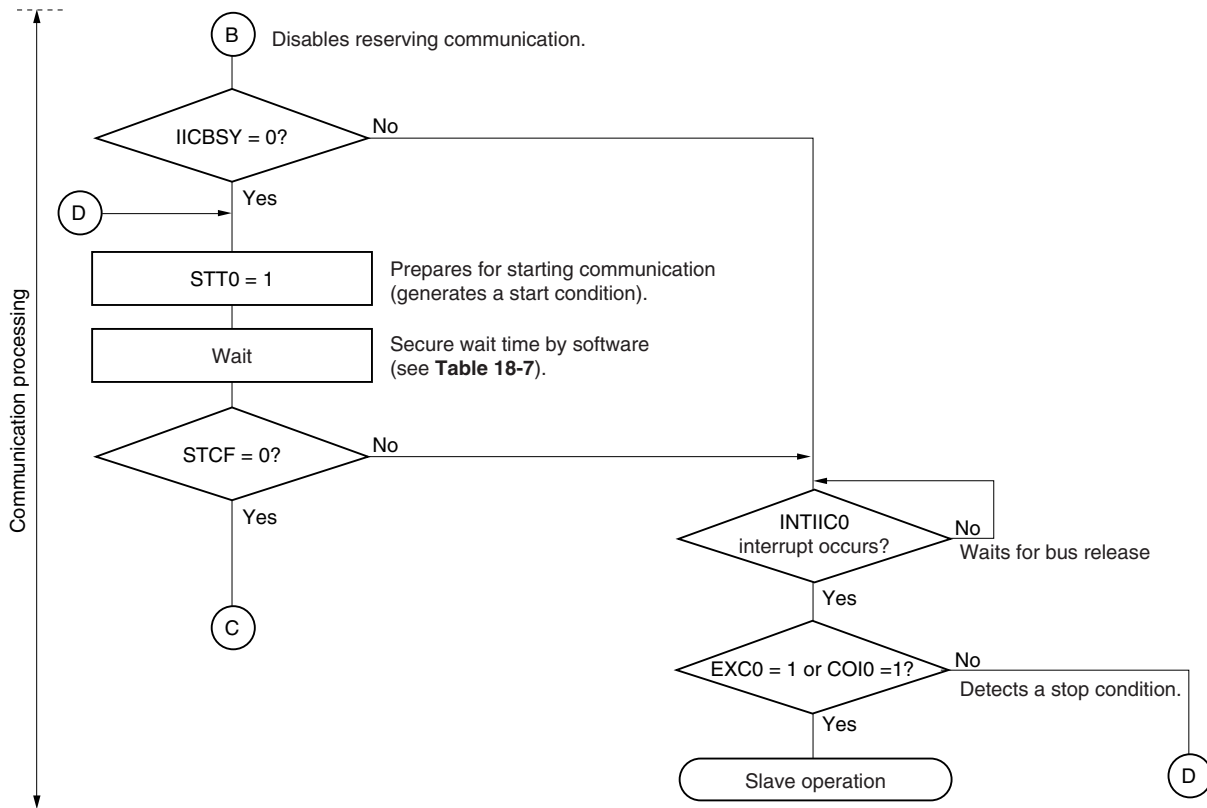 B
Disables reserving communication.
IICBSY = 0?
No
Yes
D
STT0 = 1
Prepares for starting communication
(generates a start condition).
Wait
Secure wait time by software
(see Table 18-7).
STCF = 0?
No
Yes
C
INTIIC0
interrupt occurs?
No
Waits for bus release
Yes
EXC0 = 1 or COI0 =1?
No
Detects a stop condition.
Yes
Slave operation
D
Communication processing